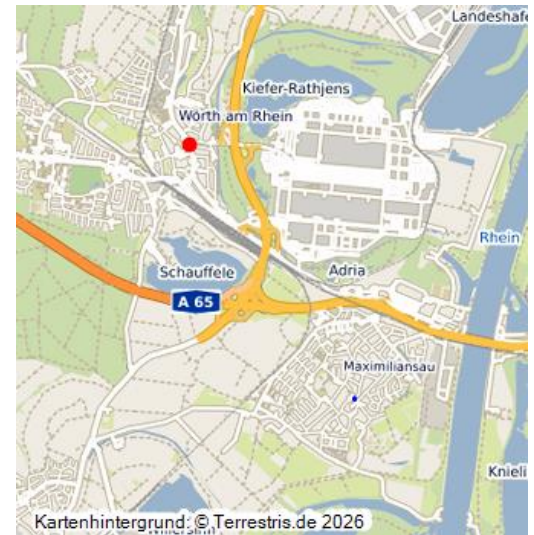 Landeshafe
Kiefer-Rathjens
Wörth am Rhein
Rhein
Schauffele
Adria
A 65
Maximiliansau
Knieli
Kartenhintergrund: © Terrestris.de 2026